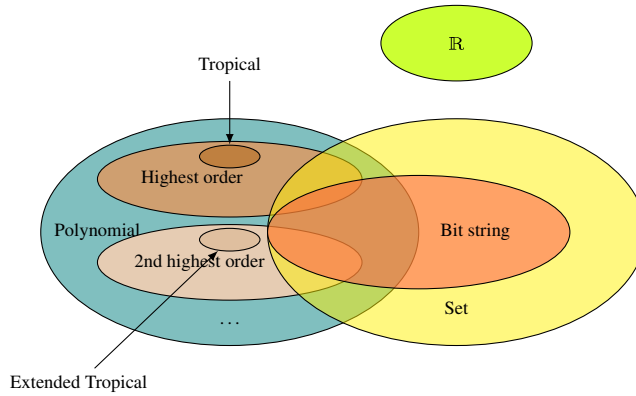 ℝ
Tropical
Highest order
Polynomial
Bit string
2nd highest order
Set
...
Extended Tropical